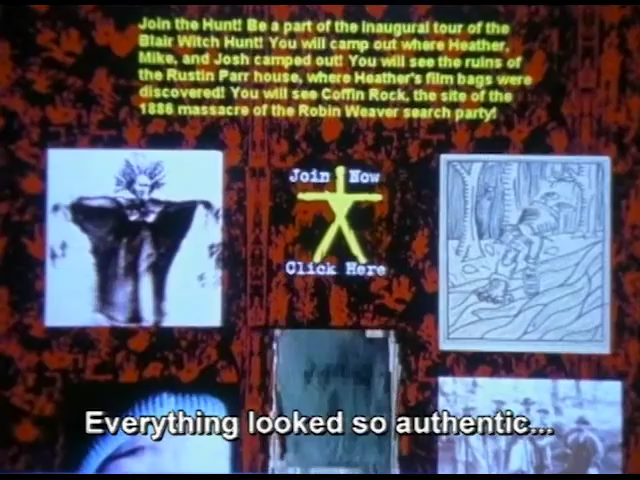 Join the Hunt! Be a part of the inaugural tour of the
Blair Witch Hunt! You will camp out where Heather,
Mike, and Josh camped out! You will see the ruins of
the Rustin Parr house, where Heather's film bags were
discovered! You will see Coffin Rock, the site of the
1886 massacre of the Robin Weaver search party!
Join Now
Click Here
Everything looked so authentic...